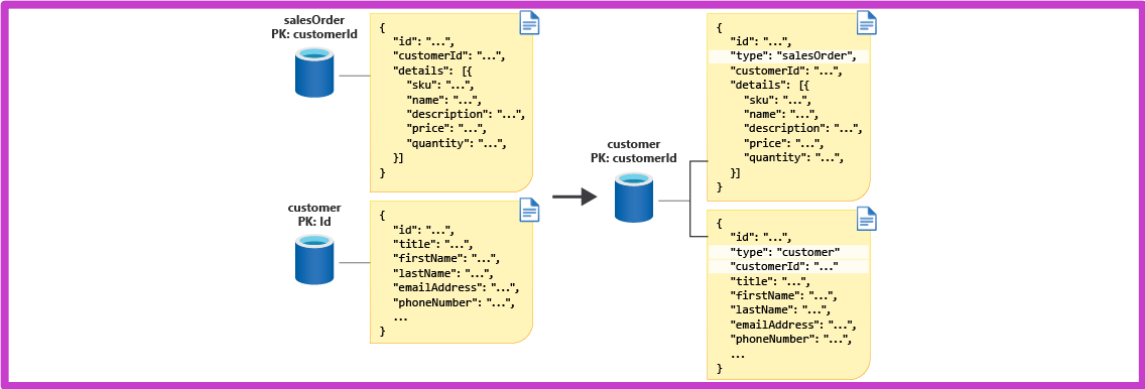 salesOrder
PK: customerId
{
"id": "...",
"customerId": "...",
"details": [{
"sku": "...",
"name": "...",
"description": "...",
"price": "...",
"quantity": "...",
}]
}
customer
PK: Id
{
"id": "...",
"title": "...",
"firstName": "...",
"lastName": "...",
"emailAddress": "...",
"phoneNumber": "...",
...
}
customer
PK: customerId
{
"id": "...",
"type": "salesOrder",
"customerId": "...",
"details": [{
"sku": "...",
"name": "...",
"description": "...",
"price": "...",
"quantity": "...",
}]
}
{
"id": "...",
"type": "customer"
"customerId": "..."
"title": "...",
"firstName": "...",
"lastName": "...",
"emailAddress": "...",
"phoneNumber": "...",
...
}